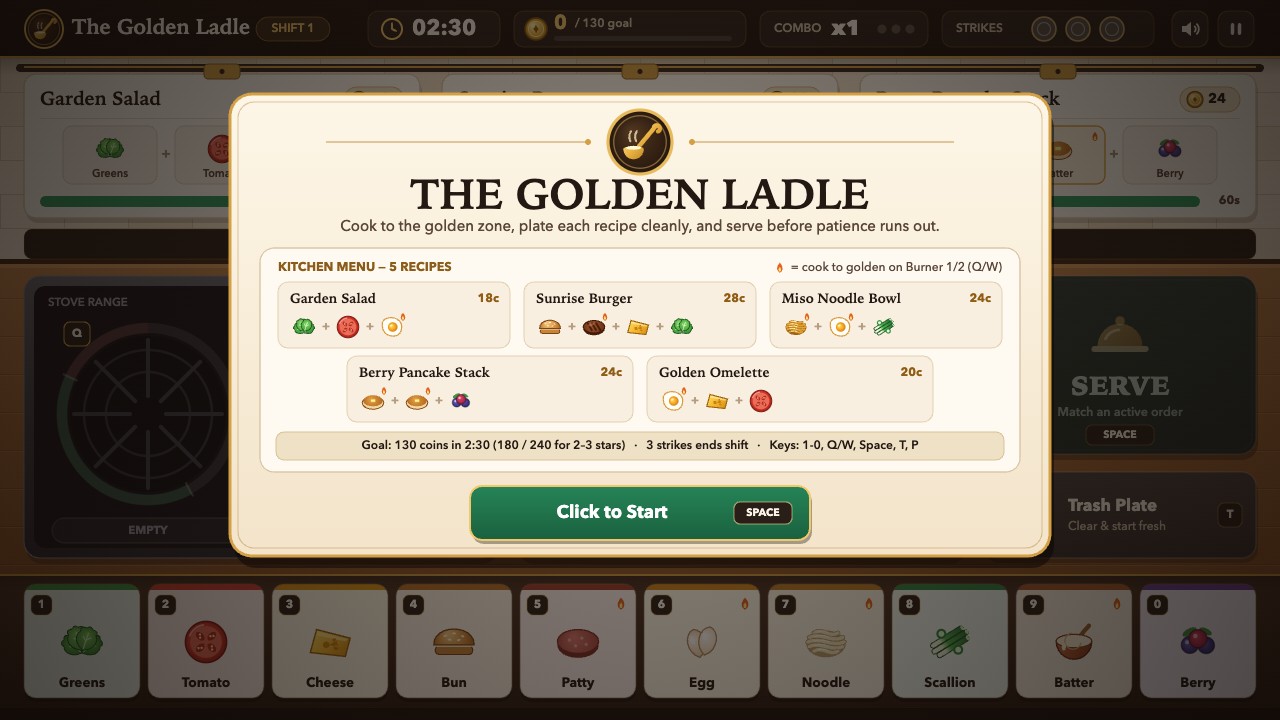 The Golden Ladle
SHIFT 1
02:30
0 / 130 goal
COMBO x1
STRIKES
Garden Salad
24
Greens
+
+
Berry
60s
THE GOLDEN LADLE
Cook to the golden zone, plate each recipe cleanly, and serve before patience runs out.
KITCHEN MENU – 5 RECIPES
= cook to golden on Burner 1/2 (Q/W)
Garden Salad 18c
+ +
Sunrise Burger 28c
+ + +
Miso Noodle Bowl 24c
+ +
Berry Pancake Stack 24c
+ +
Golden Omelette 20c
+ +
Goal: 130 coins in 2:30 (180 / 240 for 2–3 stars) · 3 strikes ends shift · Keys: 1-0, Q/W, Space, T, P
Click to Start
SPACE
STOVE RANGE
Q
EMPTY
SERVE
Match an active order
SPACE
Trash Plate
Clear & start fresh
T
1
Greens
2
Tomato
3
Cheese
4
Bun
5
Patty
6
Egg
7
Noodle
8
Scallion
9
Batter
0
Berry